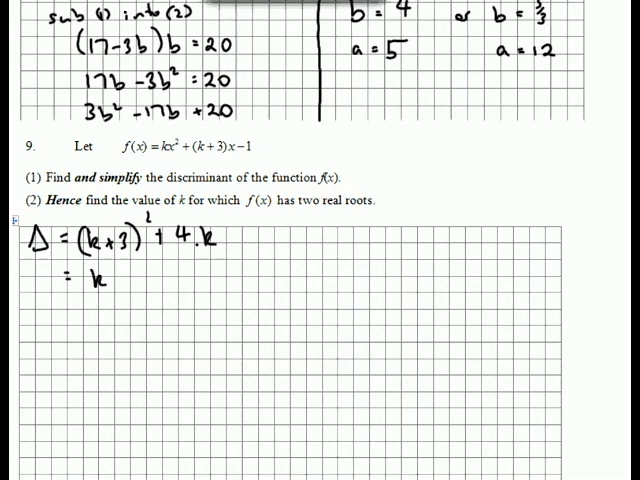 sub (1) into (2)
(17-3b)b = 20
17b - 3b² = 20
3b² - 17b + 20
b = 4 or b =
a = 5 a = 12
9. Let f(x) = kx² + (k+3)x - 1
(1) Find and simplify the discriminant of the function f(x).
(2) Hence find the value of k for which f(x) has two real roots.
Δ = (k+3)² + 4.k
= k